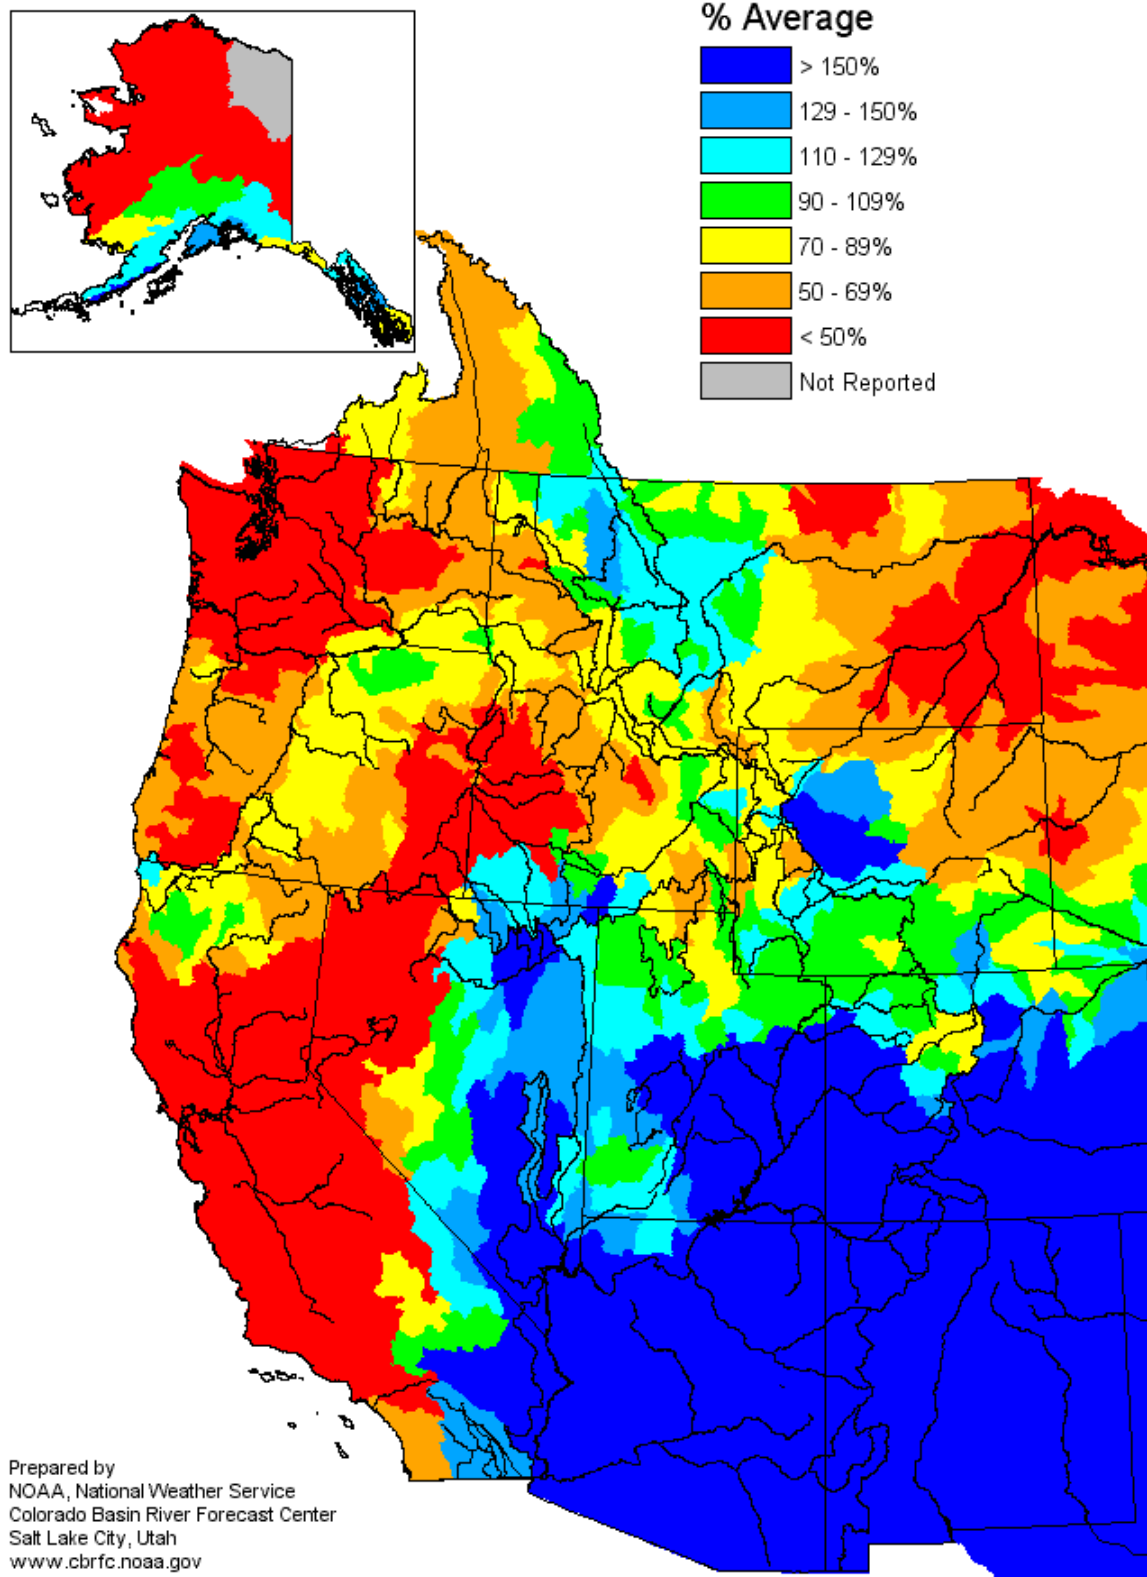 % Average
> 150%
129 - 150%
110 - 129%
90 - 109%
70 - 89%
50 - 69%
< 50%
Not Reported
Prepared by
NOAA, National Weather Service
Colorado Basin River Forecast Center
Salt Lake City, Utah
www.cbrfc.noaa.gov